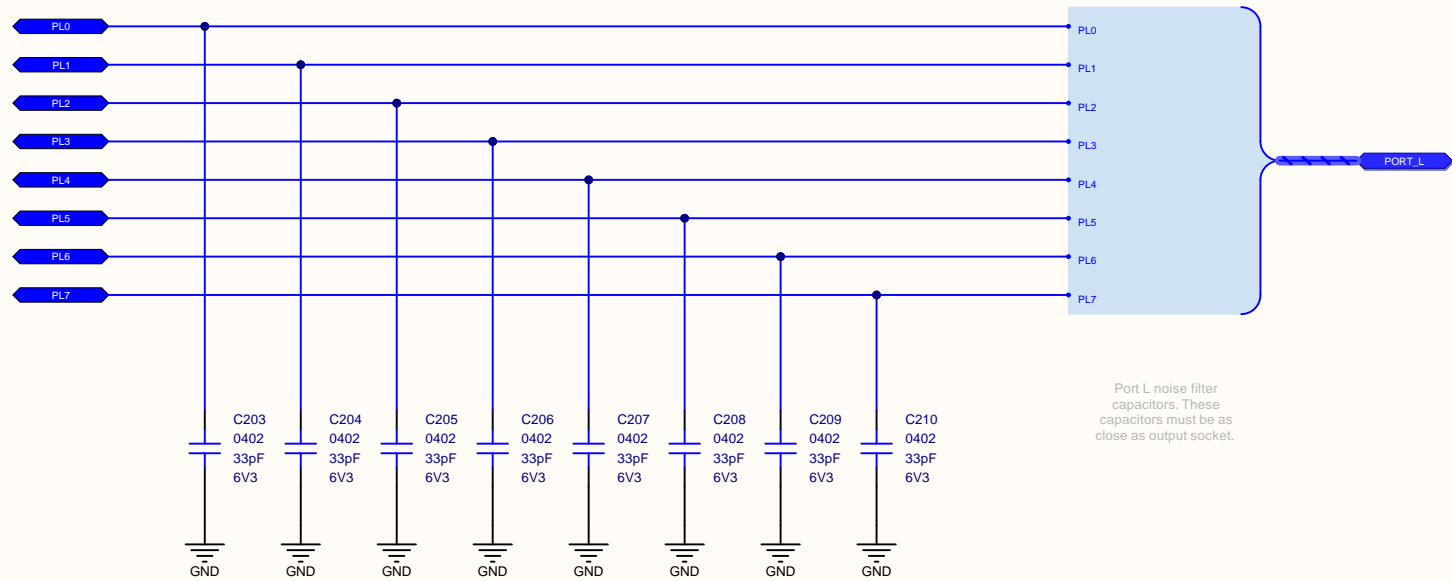 PL0
PL1
PL2
PL3
PL4
PL5
PL6
PL7
PL0
PL1
PL2
PL3
PL4
PL5
PL6
PL7
PORT_L
Port L noise filter
capacitors. These
capacitors must be as
close as output socket.
C203
0402
33pF
6V3
C204
0402
33pF
6V3
C205
0402
33pF
6V3
C206
0402
33pF
6V3
C207
0402
33pF
6V3
C208
0402
33pF
6V3
C209
0402
33pF
6V3
C210
0402
33pF
6V3
GND
GND
GND
GND
GND
GND
GND
GND